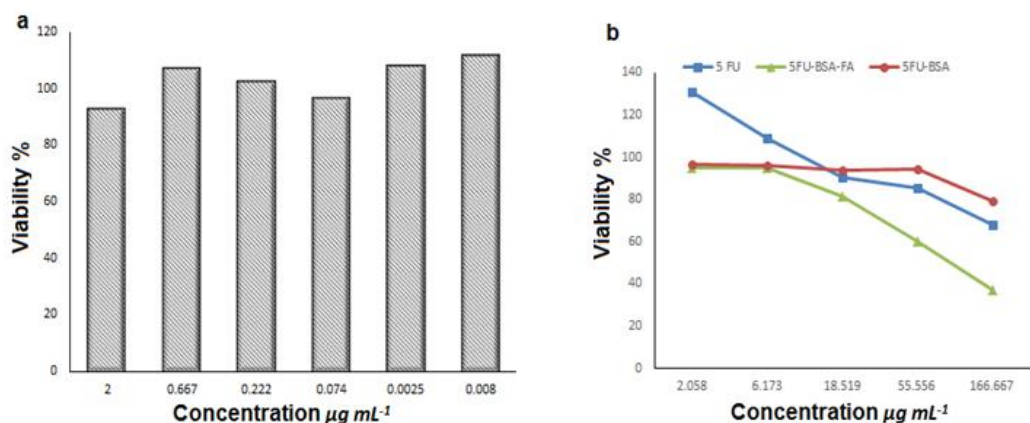 a
120
100
80
60
40
20
0
Viability %
2 0.667 0.222 0.074 0.0025 0.008
Concentration µg mL-1
b
5 FU 5FU-BSA-FA 5FU-BSA
140
120
100
80
60
40
20
0
Viability %
2.058 6.173 18.519 55.556 166.667
Concentration µg mL-1